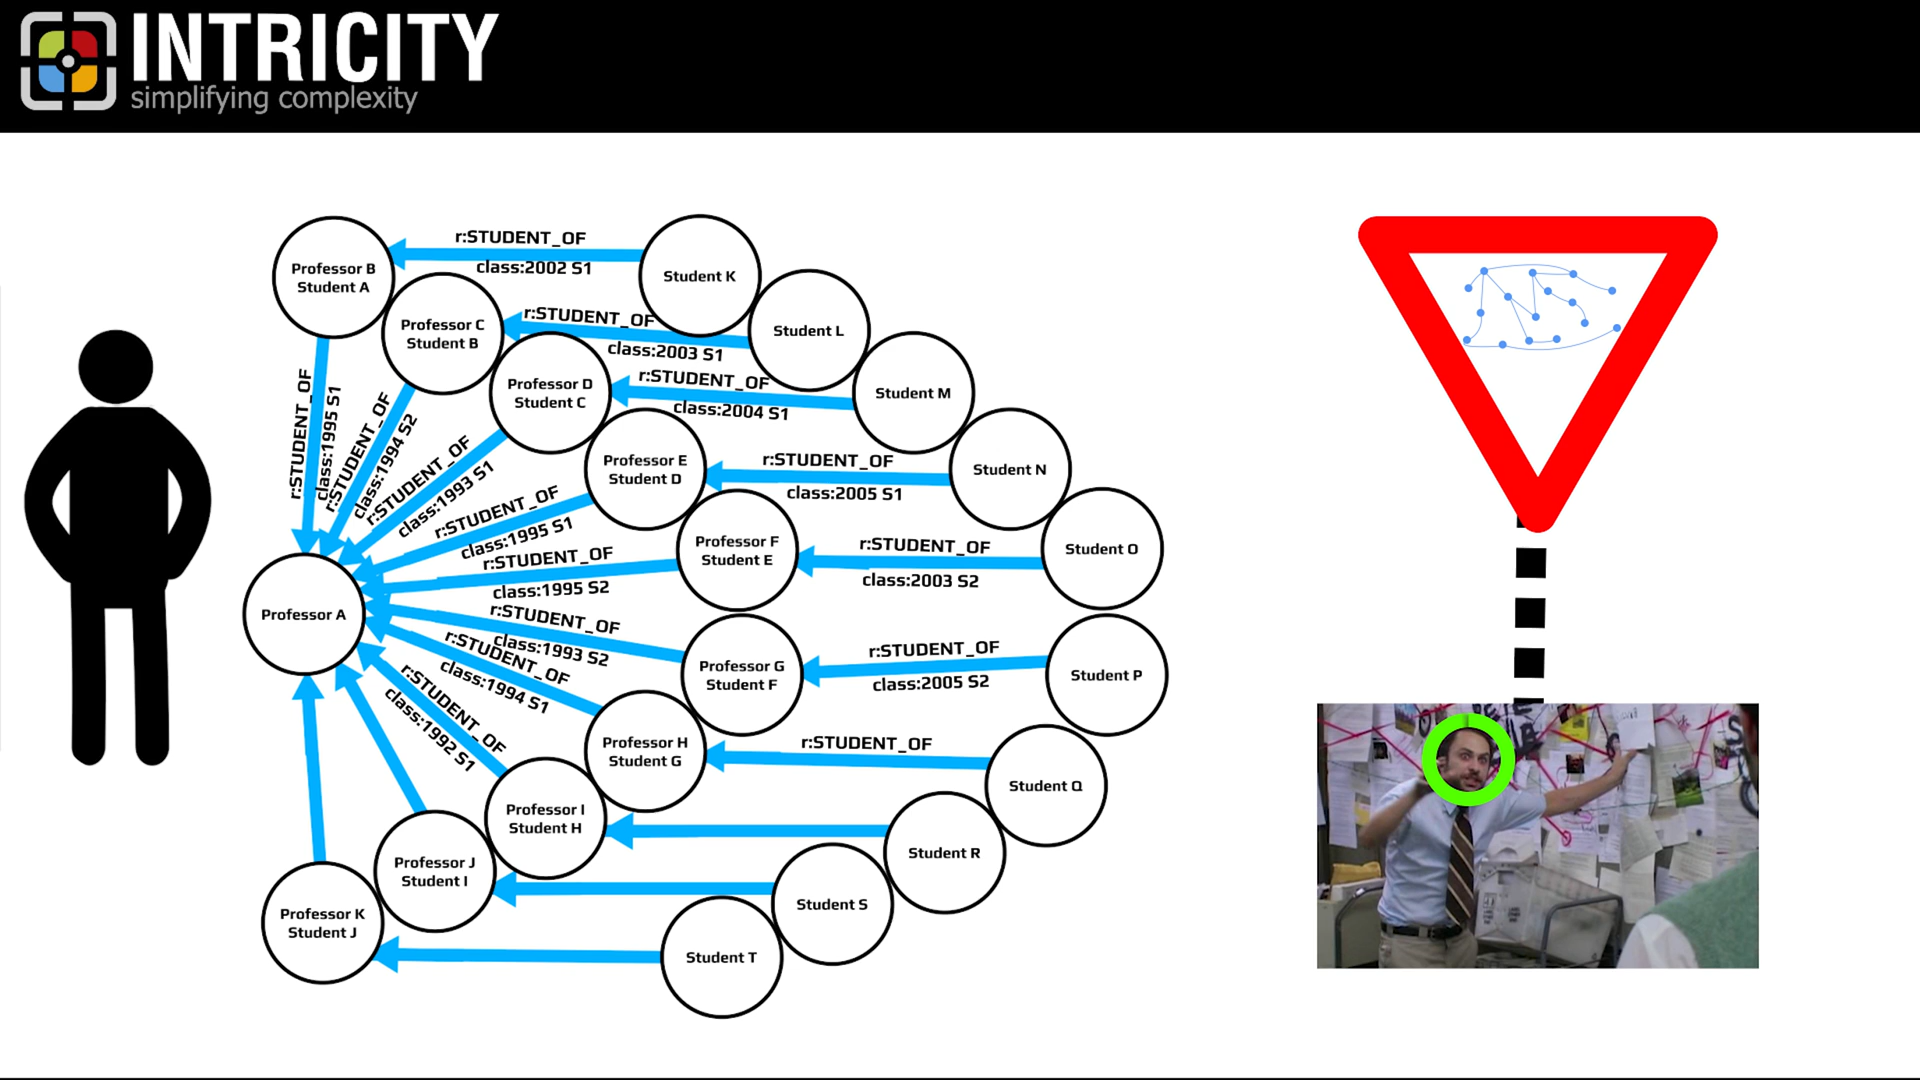 INTRICITY
simplifying complexity
Professor B
Student A
r:STUDENT_OF
class:2002 S1
Student K
Professor C
Student B
r:STUDENT_OF
class:2003 S1
Student L
Professor D
Student C
r:STUDENT_OF
class:2004 S1
Student M
Professor E
Student D
r:STUDENT_OF
class:2005 S1
Student N
Professor F
Student E
r:STUDENT_OF
class:2003 S2
Student O
Professor G
Student F
r:STUDENT_OF
class:2005 S2
Student P
Professor H
Student G
r:STUDENT_OF
Student Q
Professor I
Student H
Student R
Professor J
Student I
Student S
Professor K
Student J
Student T
Professor A
r:STUDENT_OF
class:1995 S1
r:STUDENT_OF
class:1994 S2
r:STUDENT_OF
class:1993 S1
r:STUDENT_OF
class:1995 S1
r:STUDENT_OF
class:1995 S2
r:STUDENT_OF
class:1993 S2
r:STUDENT_OF
class:1994 S1
r:STUDENT_OF
class:1992 S1